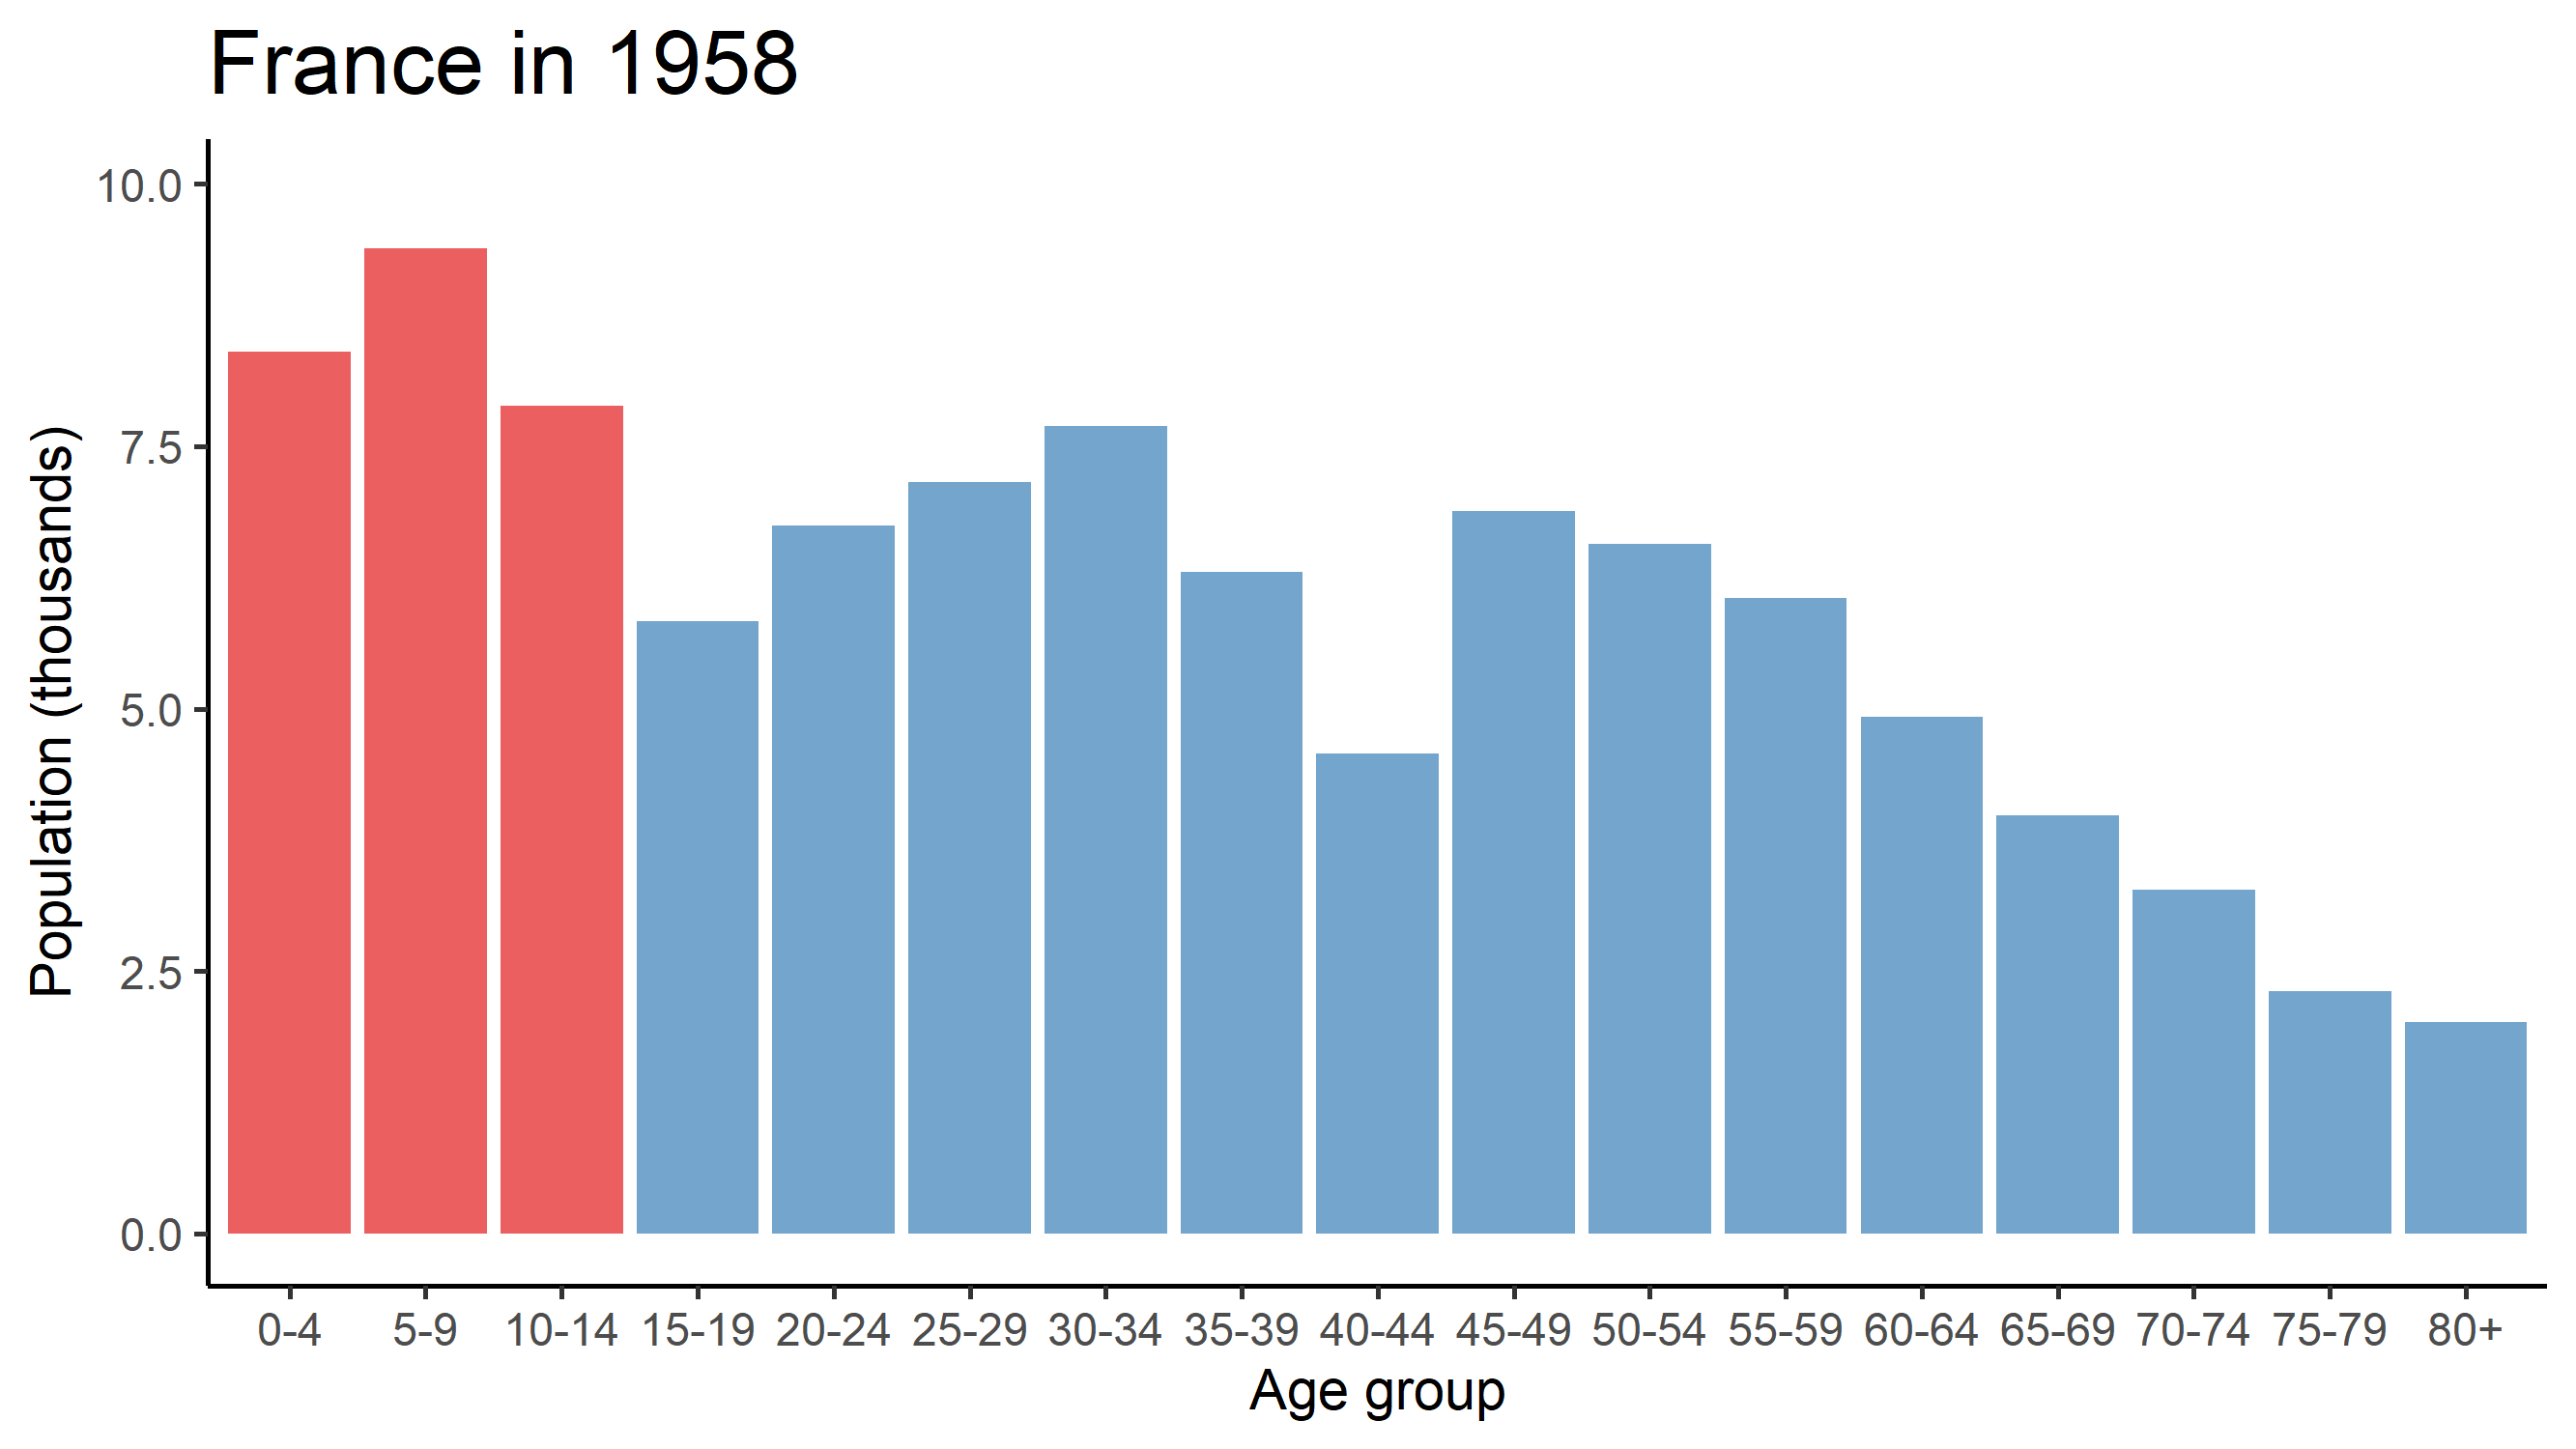 France in 1958
Population (thousands)
10.0
7.5
5.0
2.5
0.0
0-4 5-9 10-14 15-19 20-24 25-29 30-34 35-39 40-44 45-49 50-54 55-59 60-64 65-69 70-74 75-79 80+
Age group